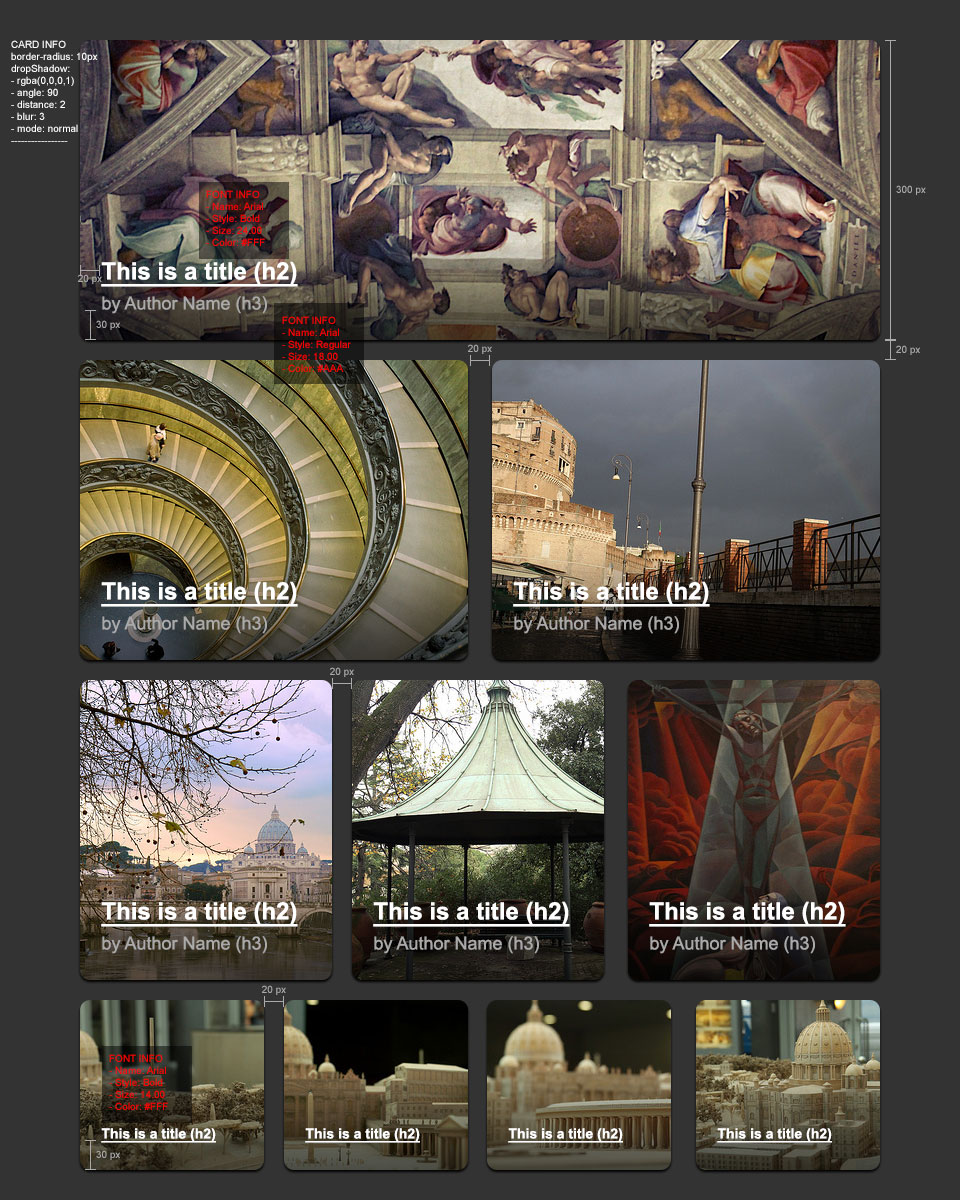 CARD INFO
border-radius: 10px
dropShadow:
- rgba(0,0,0,1)
- angle: 90
- distance: 2
- blur: 3
- mode: normal
-----------------
300 px
FONT INFO
- Name: Arial
- Style: Bold
- Size: 24.00
- Color: #FFF
DANIEL
This is a title (h2)
20 px
by Author Name (h3)
30 px
FONT INFO
- Name: Arial
- Style: Regular
- Size: 18.00
- Color: #AAA
20 px
20 px
This is a title (h2)
by Author Name (h3)
This is a title (h2)
by Author Name (h3)
20 px
This is a title (h2)
by Author Name (h3)
This is a title (h2)
by Author Name (h3)
This is a title (h2)
by Author Name (h3)
20 px
FONT INFO
- Name: Arial
- Style: Bold
- Size: 14.00
- Color: #FFF
This is a title (h2)
30 px
This is a title (h2)
This is a title (h2)
This is a title (h2)